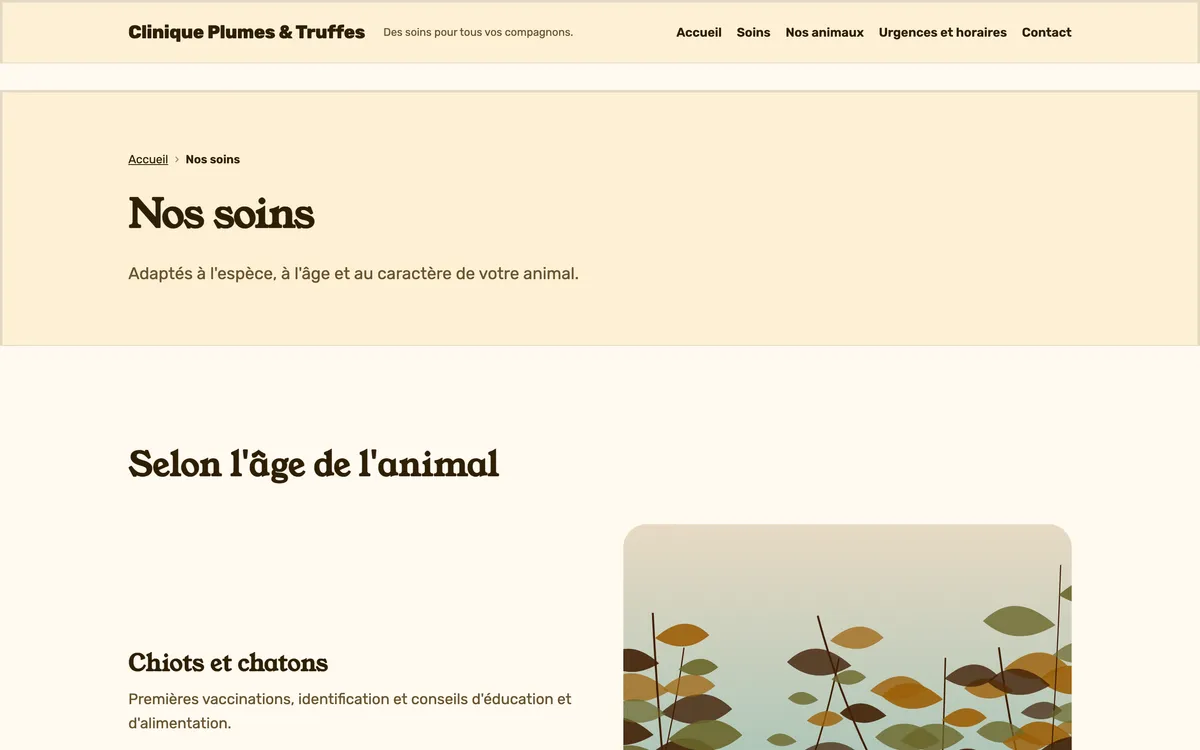 Clinique Plumes & Truffes
Des soins pour tous vos compagnons.
Accueil Soins Nos animaux Urgences et horaires Contact
Accueil › Nos soins
Nos soins
Adaptés à l'espèce, à l'âge et au caractère de votre animal.
Selon l'âge de l'animal
Chiots et chatons
Premières vaccinations, identification et conseils d'éducation et
d'alimentation.